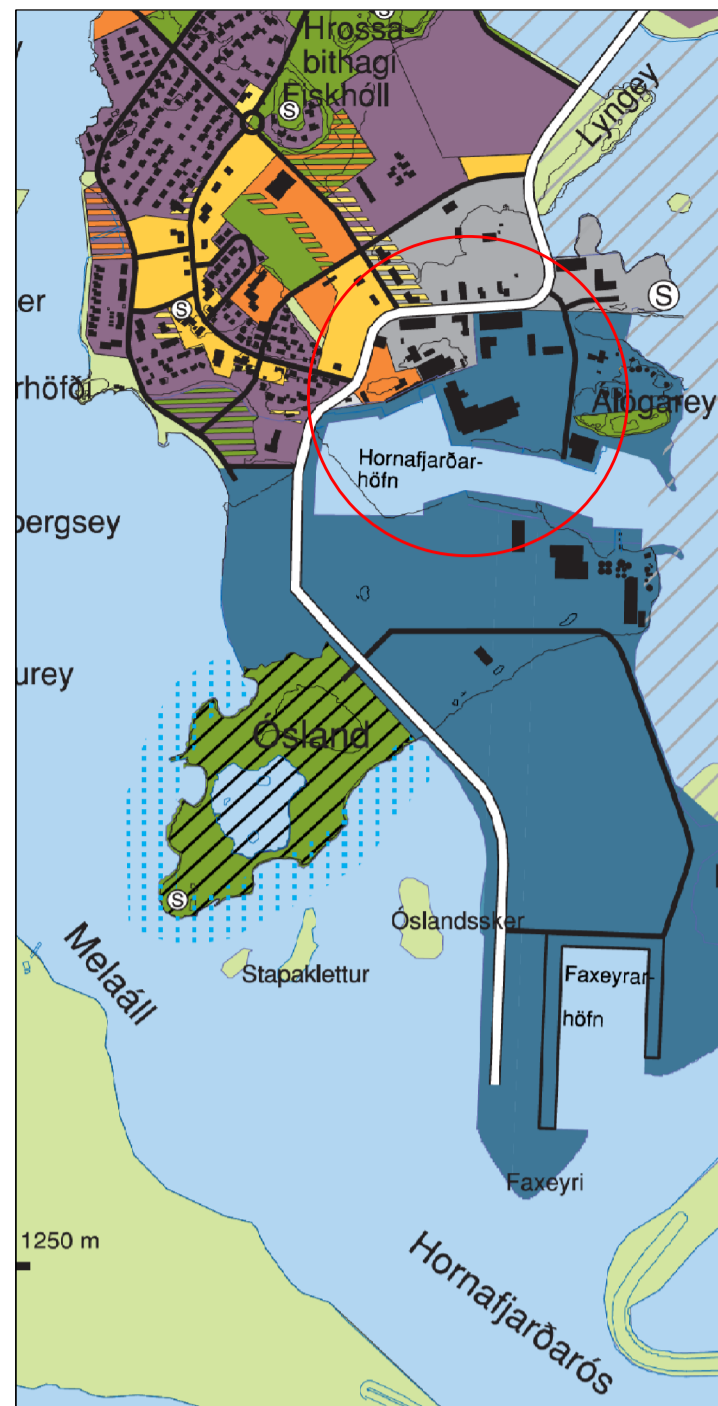 Hrossa-
bithagi
Fiskhóll
S
Lyngey
er
S
S
rhöfði
Álögarey
Hornafjarðar-
höfn
bergsey
urey
Ósland
S
Óslandssker
Melaáll
Stapaklettur
Faxeyrar-
höfn
Faxeyri
1250 m
Hornafjarðarós